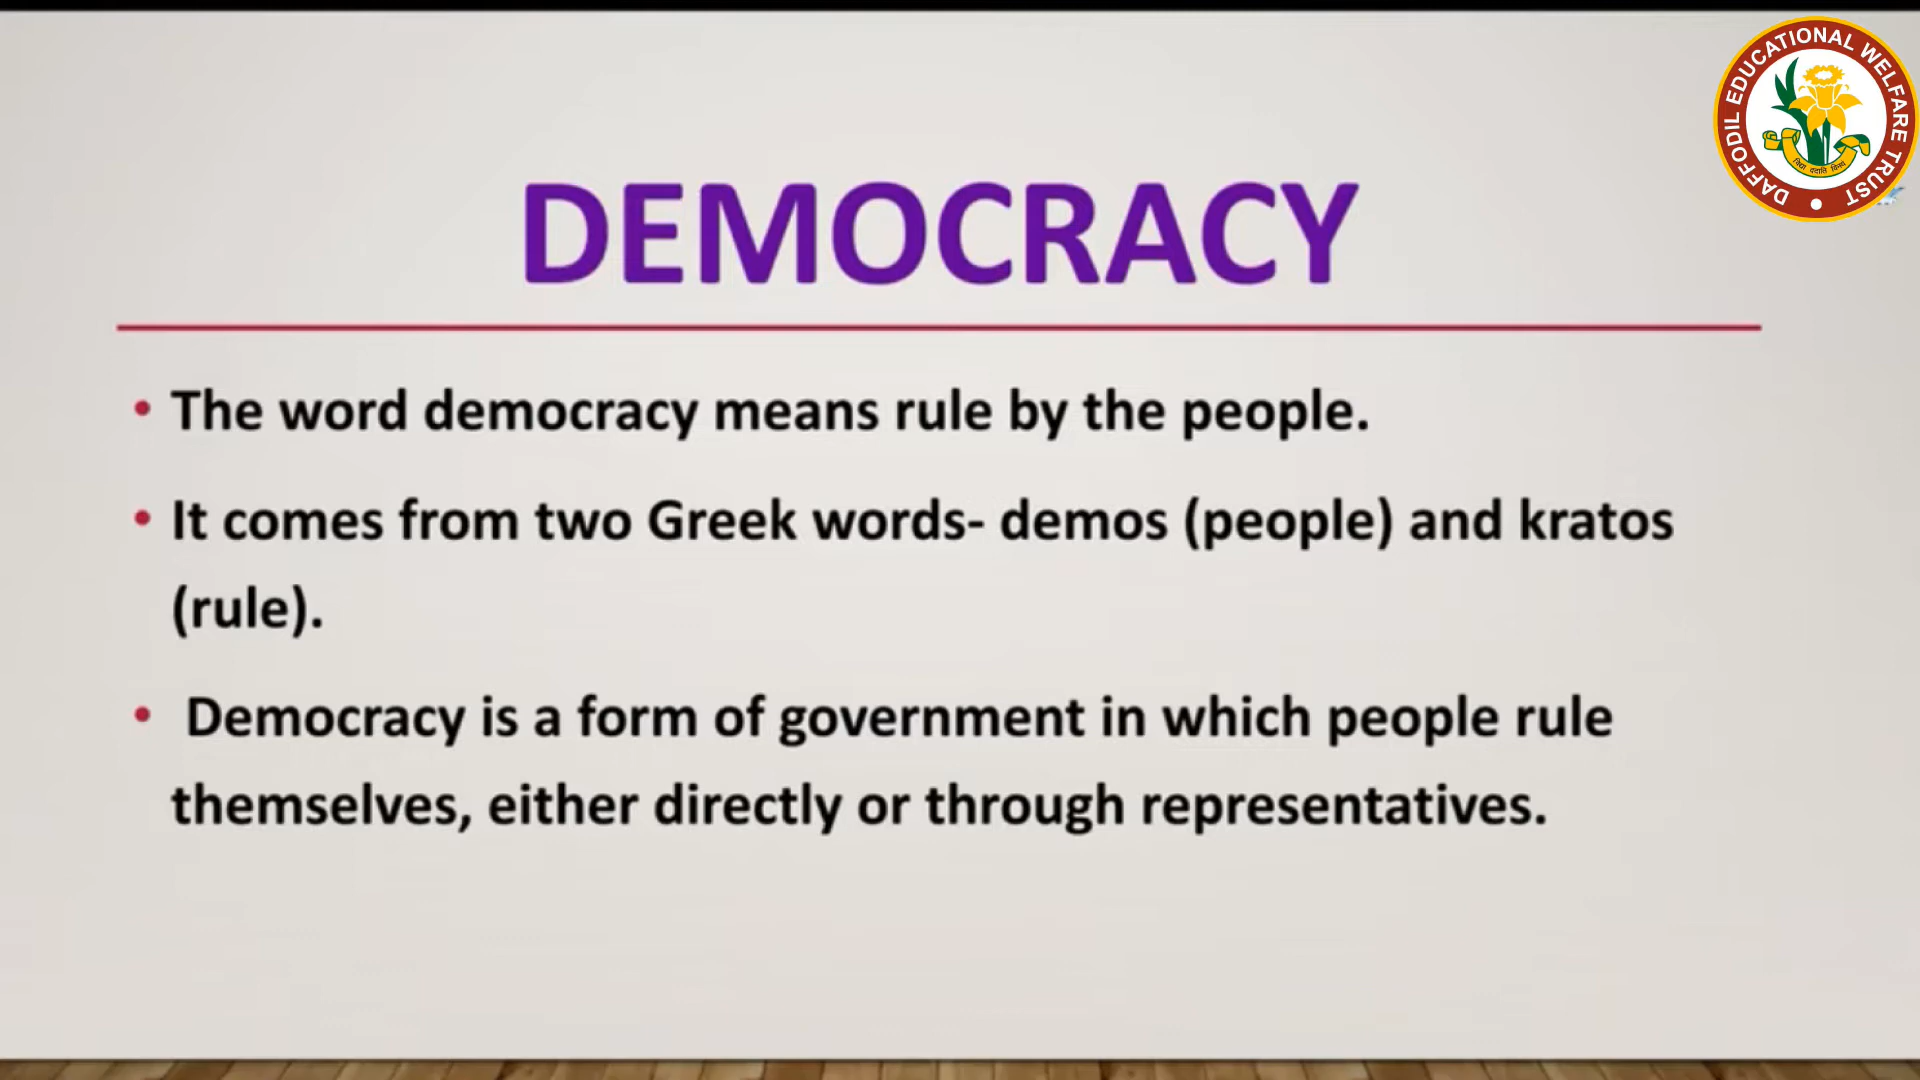 DAFFODIL EDUCATIONAL WELFARE TRUST
विद्या ददाति विनय
DEMOCRACY
• The word democracy means rule by the people.
• It comes from two Greek words- demos (people) and kratos
(rule).
• Democracy is a form of government in which people rule
themselves, either directly or through representatives.